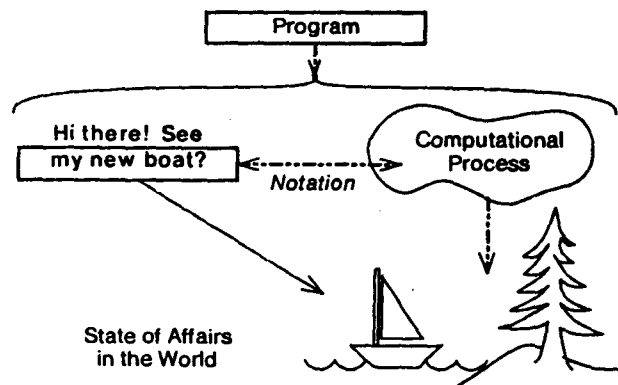 Program
Hi there! See
my new boat?
Computational
Process
Notation
State of Affairs
in the World